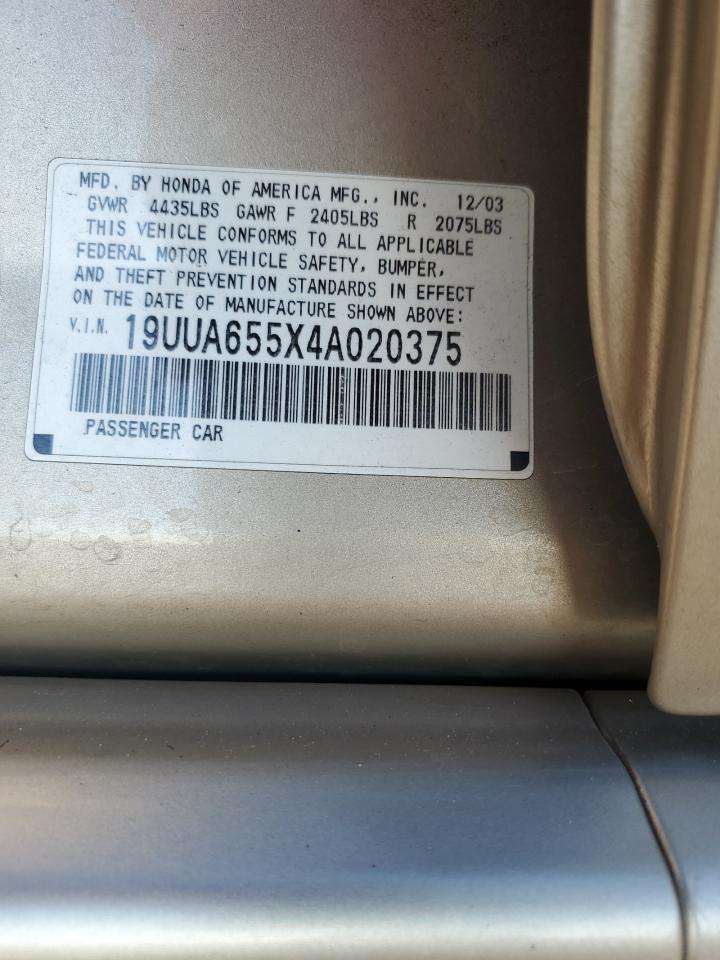 MFD. BY HONDA OF AMERICA MFG., INC. 12/03
GVWR 4435LBS GAWR F 2405LBS R 2075LBS
THIS VEHICLE CONFORMS TO ALL APPLICABLE
FEDERAL MOTOR VEHICLE SAFETY, BUMPER,
AND THEFT PREVENTION STANDARDS IN EFFECT
ON THE DATE OF MANUFACTURE SHOWN ABOVE:
V.I.N. 19UUA655X4A020375
PASSENGER CAR